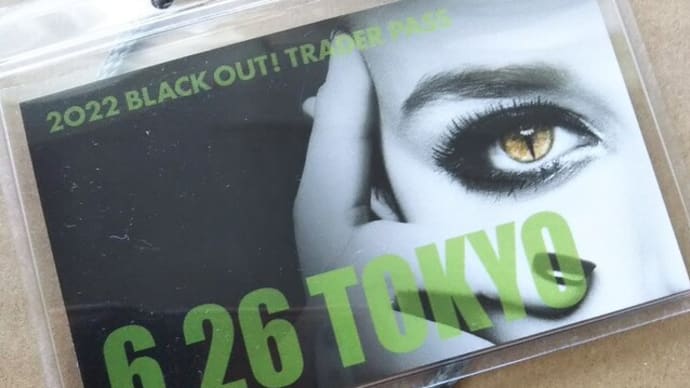 2022 BLACK OUT! TRADER PASS
6.26 TOKYO